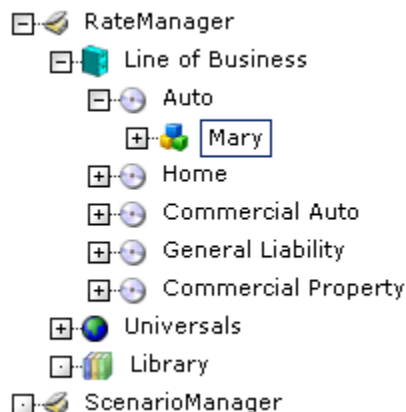 RateManager
Line of Business
Auto
Mary
Home
Commercial Auto
General Liability
Commercial Property
Universals
Library
ScenarioManager